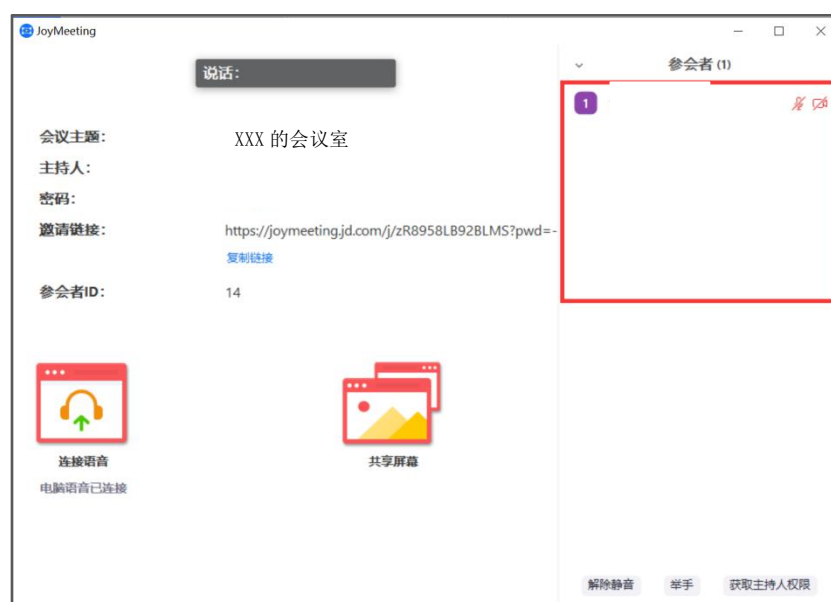 JoyMeeting
说话:
参会者 (1)
1
会议主题:
XXX 的会议室
主持人:
密码:
邀请链接:
https://joymeeting.jd.com/j/zR8958LB92BLMS?pwd=-
复制链接
参会者ID:
14
连接语音
共享屏幕
电脑语音已连接
解除静音
举手
获取主持人权限